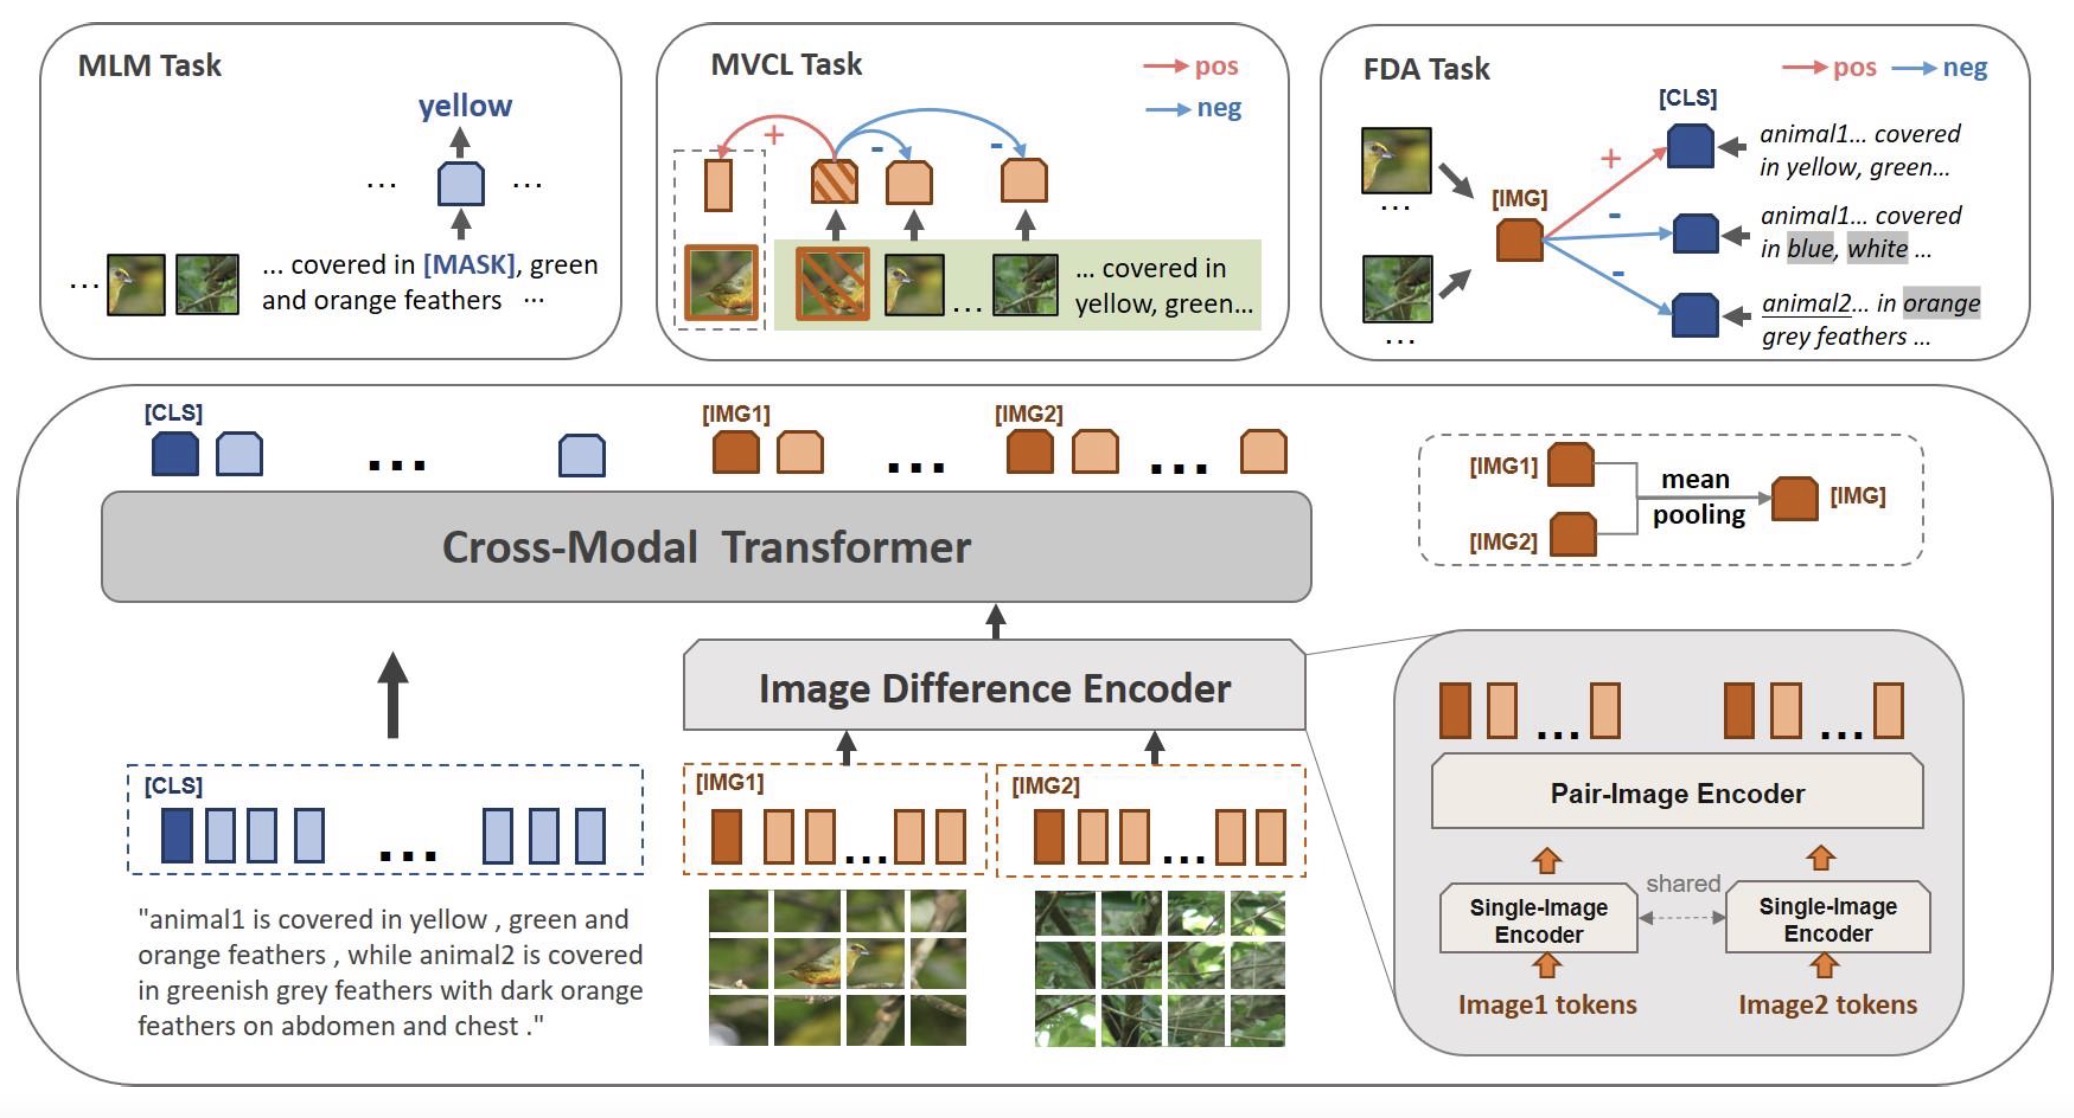 MLM Task
yellow
... ...
... ... covered in [MASK], green
and orange feathers ...
MVCL Task
pos
neg
+
-
-
... covered in
... yellow, green...
FDA Task
pos
neg
[CLS]
animal1... covered
in yellow, green...
+
...
[IMG]
-
animal1... covered
in blue, white ...
-
animal2... in orange
grey feathers ...
...
[CLS]
...
[IMG1]
...
[IMG2]
...
Cross-Modal Transformer
[IMG1]
mean
pooling
[IMG]
[IMG2]
Image Difference Encoder
[CLS]
...
[IMG1]
...
[IMG2]
...
"animal1 is covered in yellow , green and
orange feathers , while animal2 is covered
in greenish grey feathers with dark orange
feathers on abdomen and chest ."
... ...
Pair-Image Encoder
shared
Single-Image
Encoder
Single-Image
Encoder
Image1 tokens
Image2 tokens